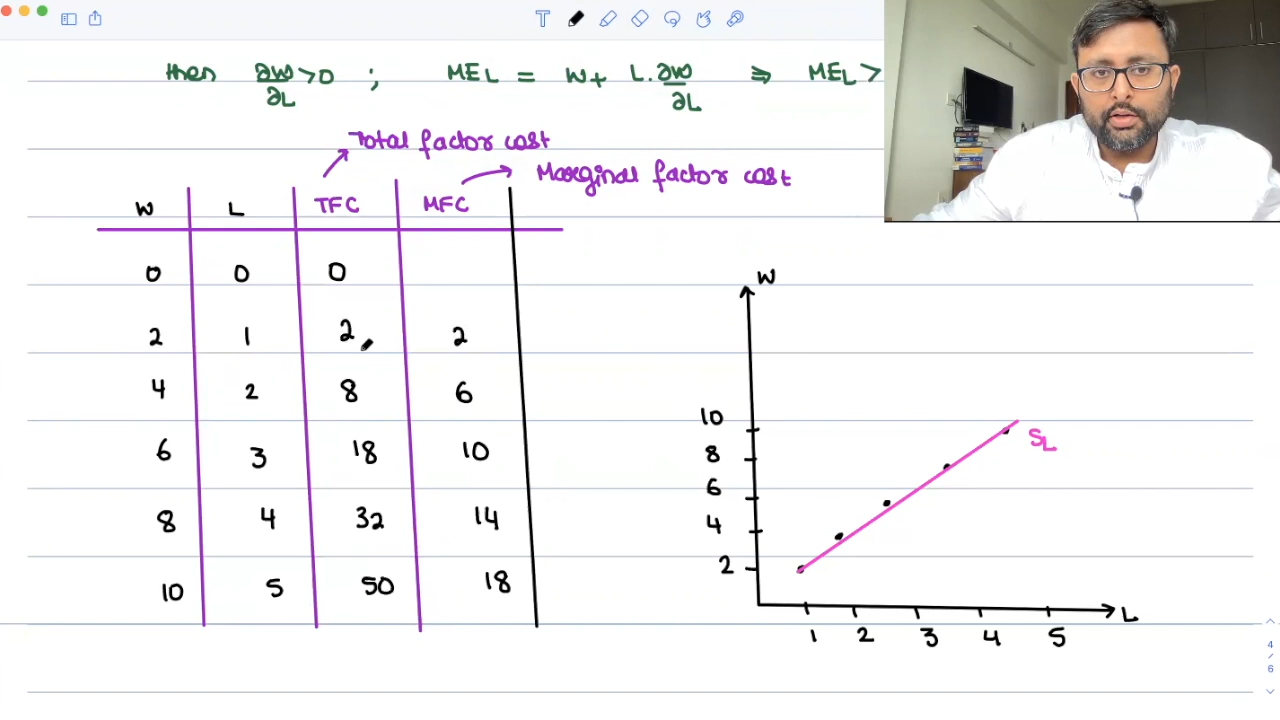 then ∂W/∂L > 0 ; MEL = W + L . ∂W/∂L ⇒ MEL >
Total factor cost
Marginal factor cost
W L TFC MFC
0 0 0
2 1 2 2
4 2 8 6
6 3 18 10
8 4 32 14
10 5 50 18
W
10
8
6
4
2
SL
L
1 2 3 4 5
4
/
6